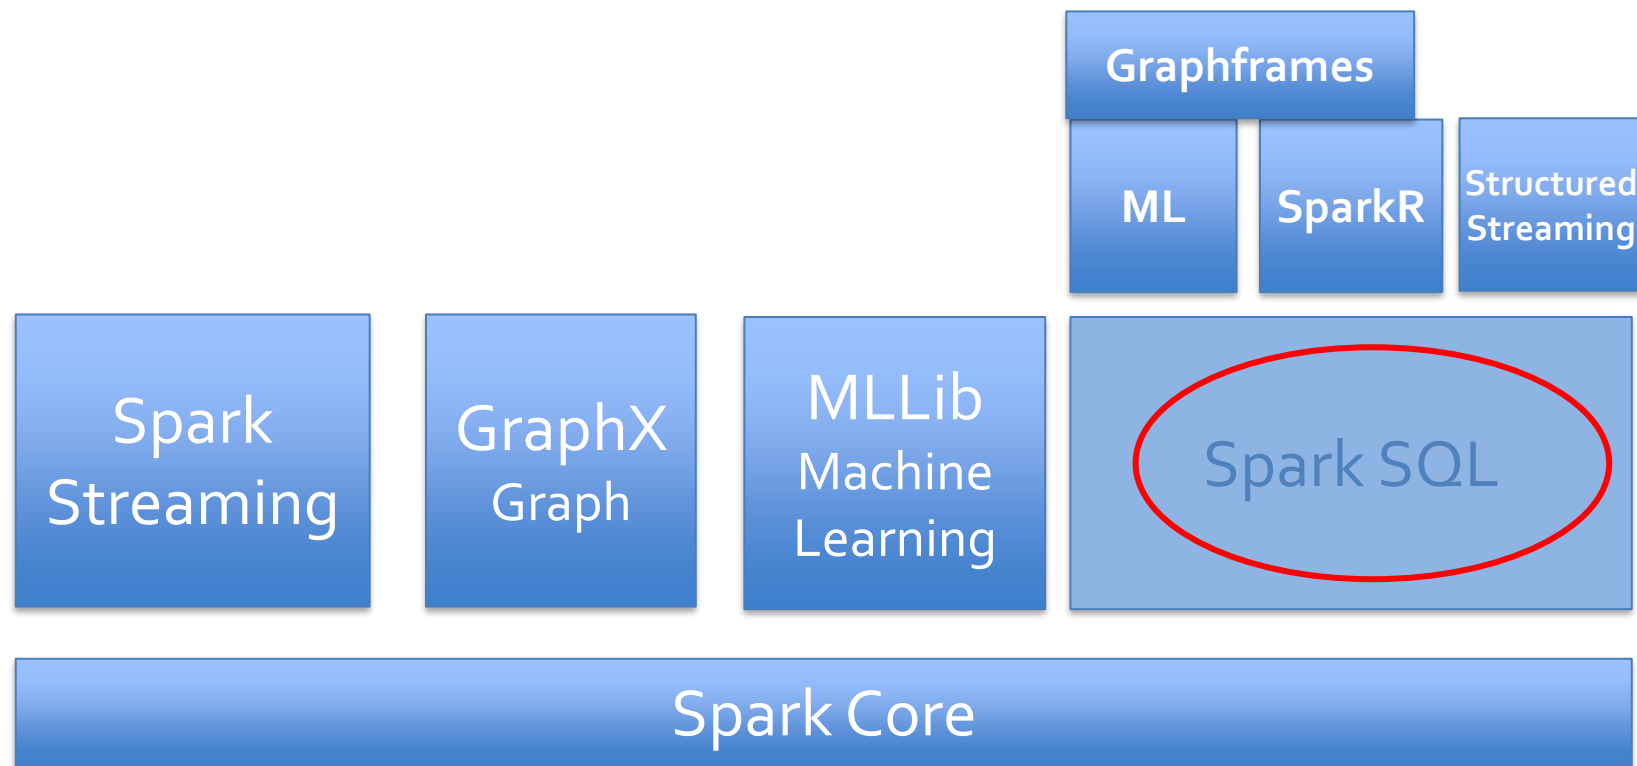 Graphframes
ML
SparkR
Structured
Streaming
Spark
Streaming
GraphX
Graph
MLLib
Machine
Learning
Spark SQL
Spark Core